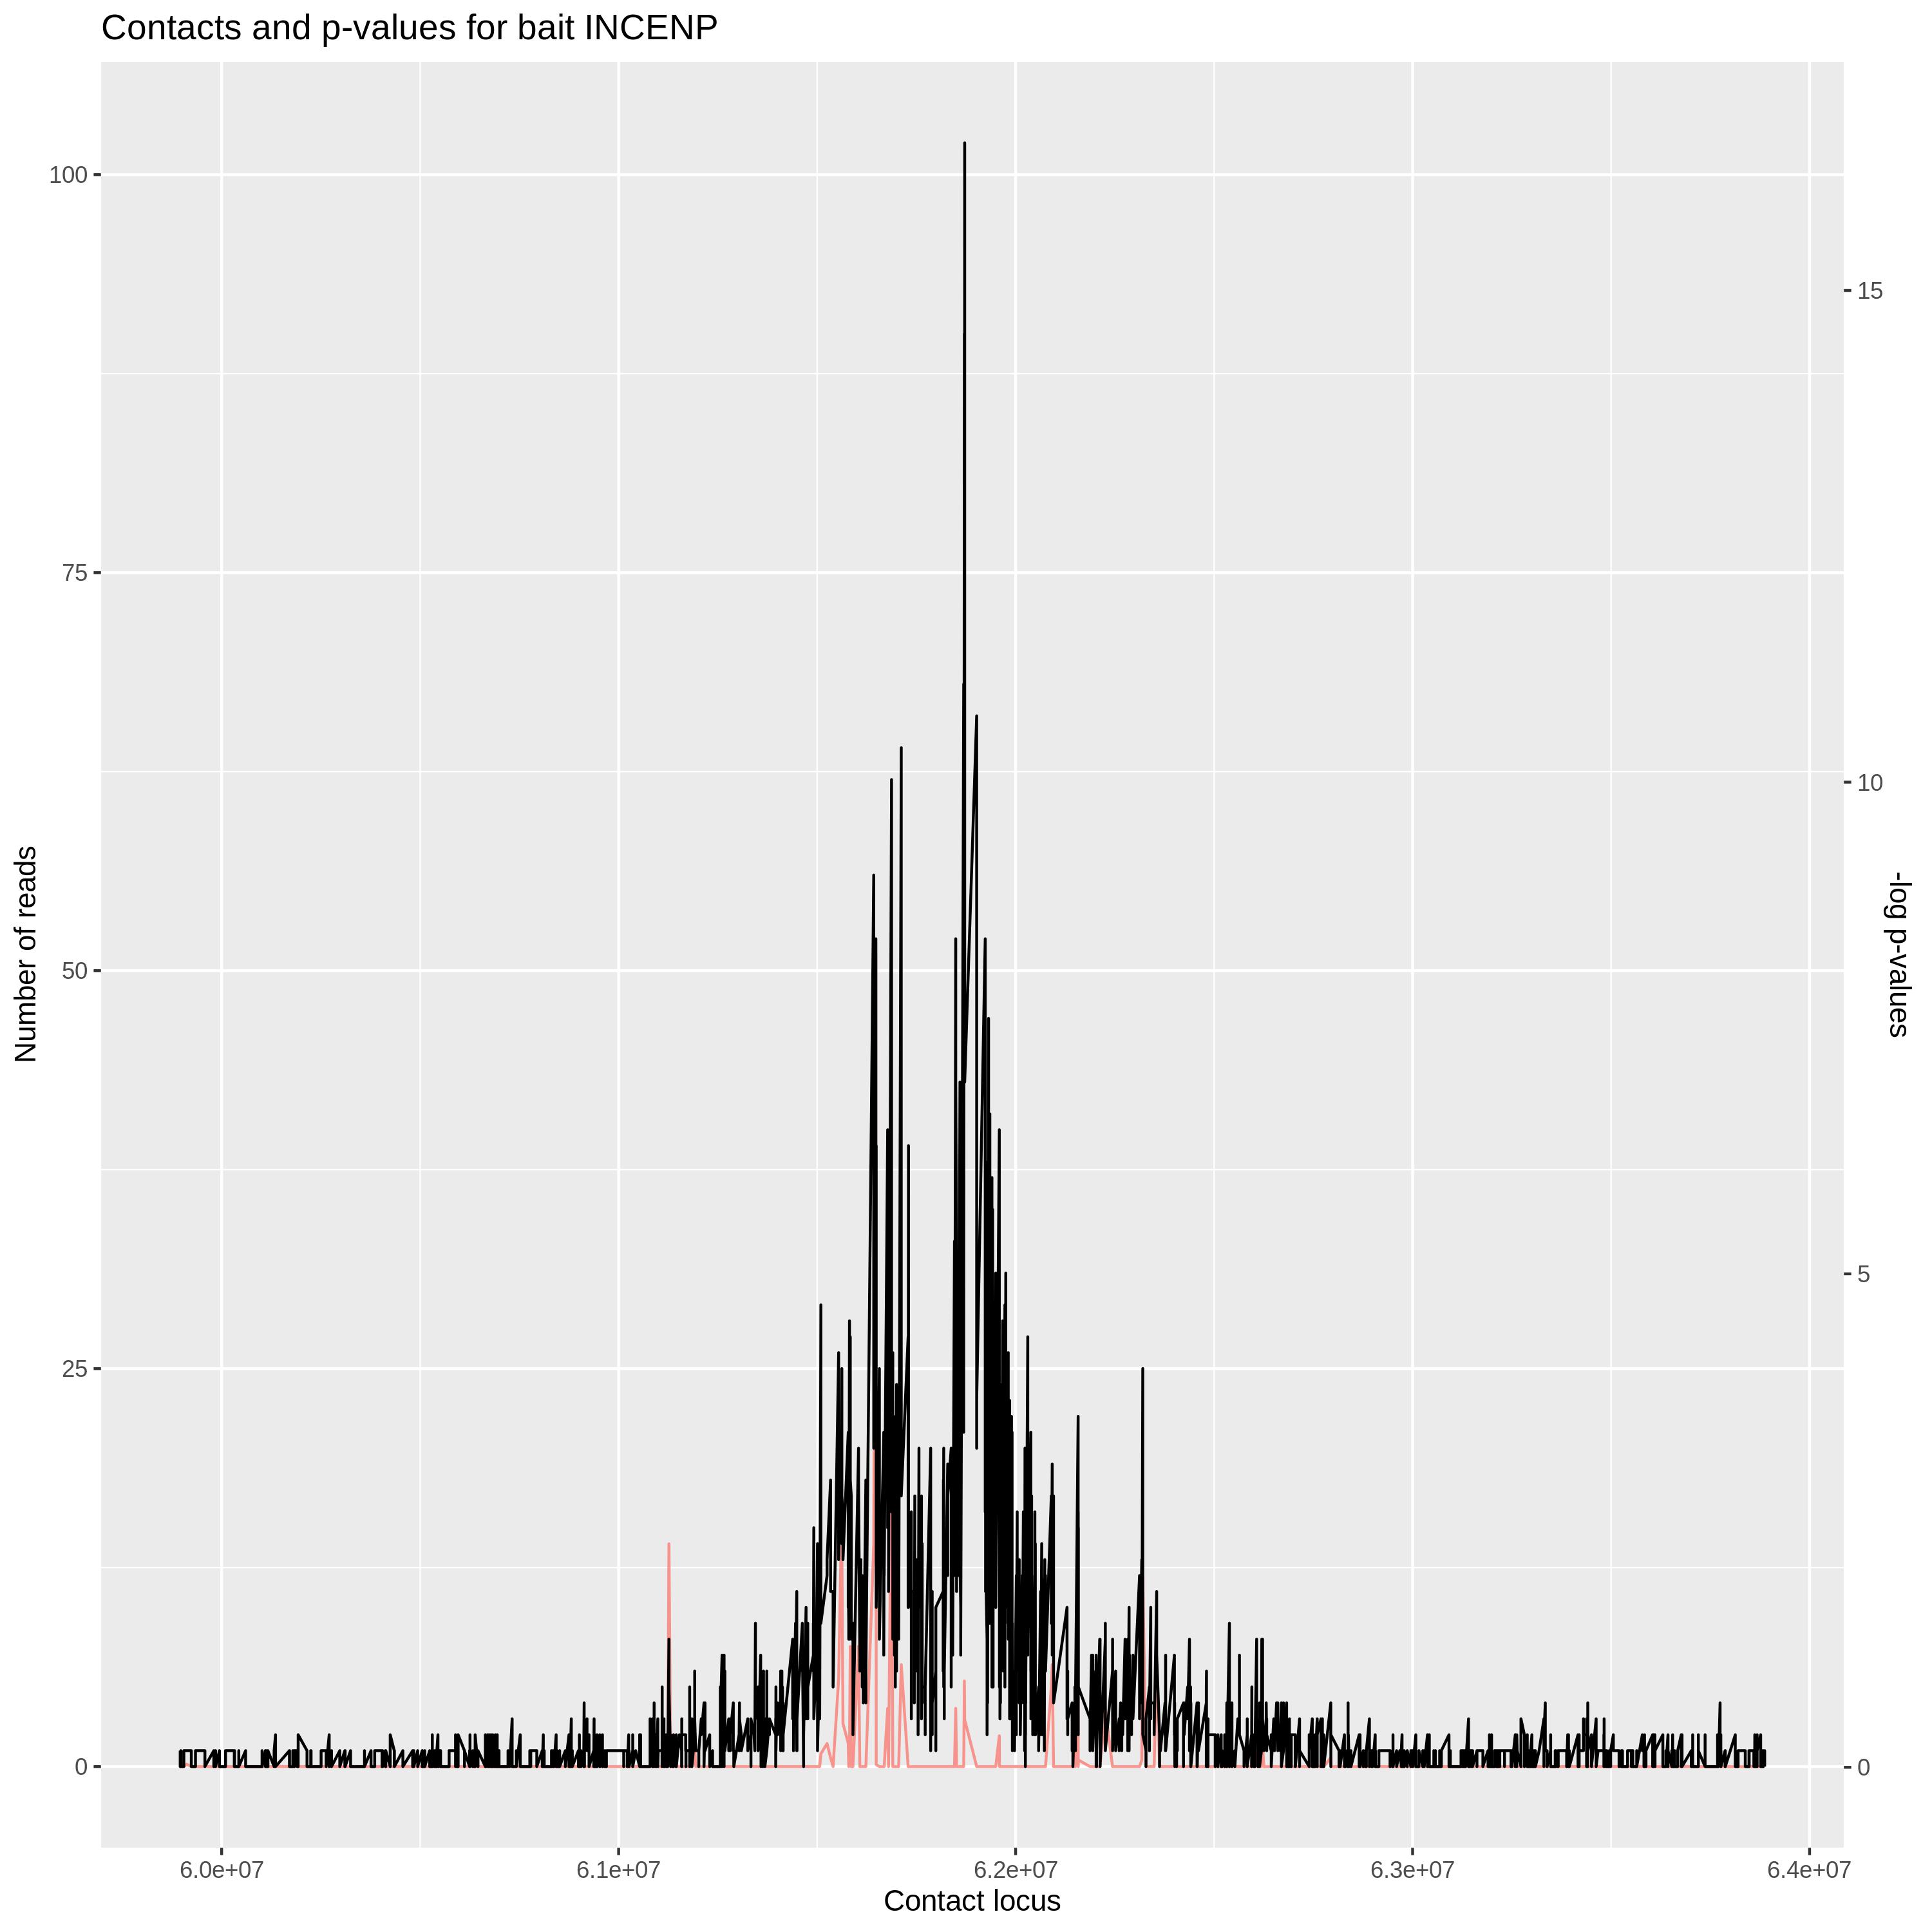 Contacts and p-values for bait INCENP
100
75
50
25
0
Number of reads
15
10
5
0
-log p-values
6.0e+07
6.1e+07
6.2e+07
6.3e+07
6.4e+07
Contact locus